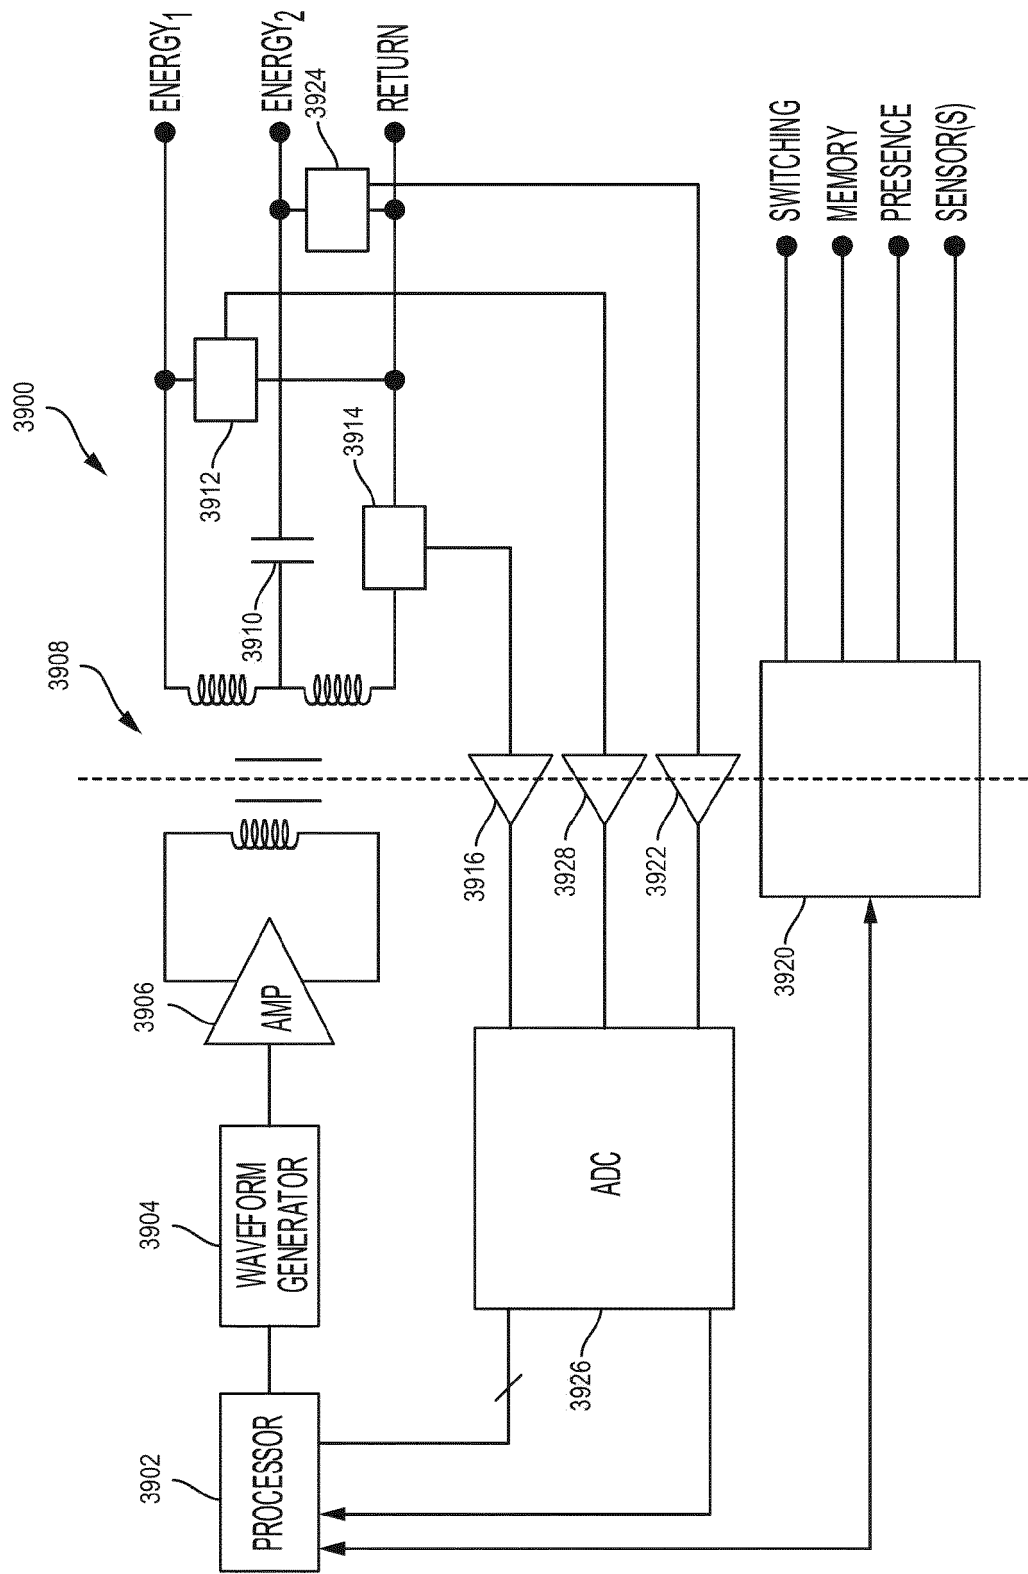 3900
3908
ENERGY1
ENERGY2
RETURN
3924
3912
3914
3910
3906
AMP
3904
WAVEFORM
GENERATOR
3902
PROCESSOR
3916
3928
3922
ADC
3926
3920
SWITCHING
MEMORY
PRESENCE
SENSOR(S)